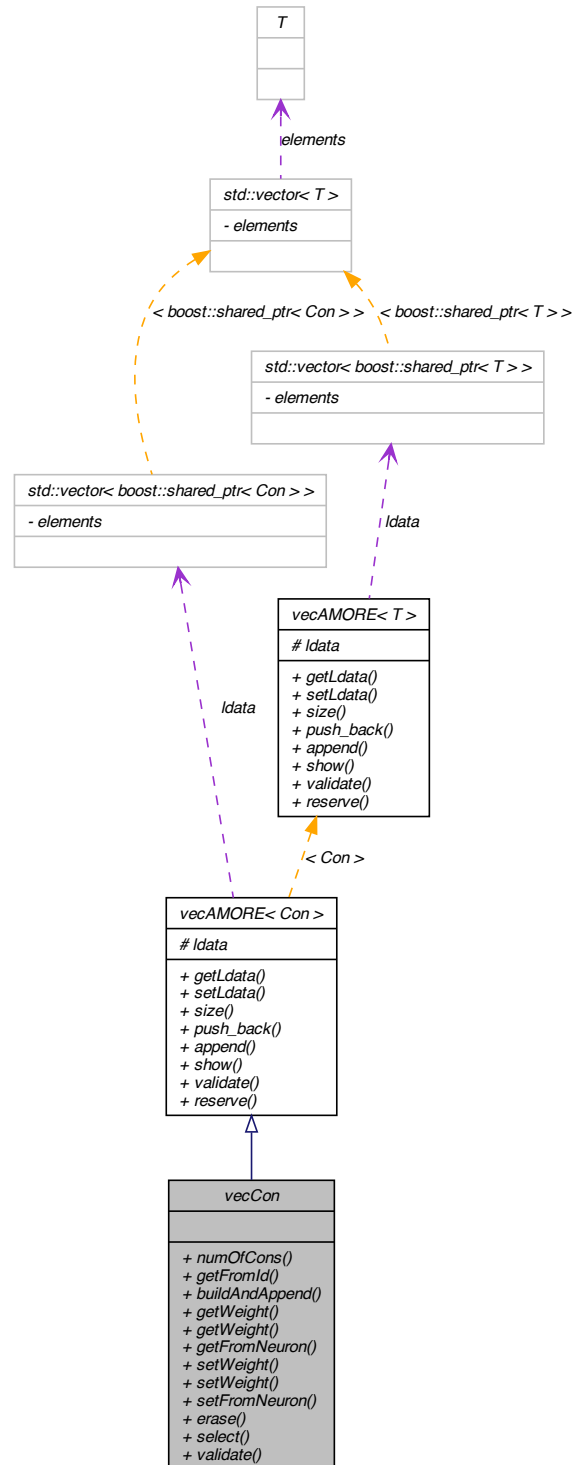 T
elements
std::vector< T >
- elements
< boost::shared_ptr< Con > >
< boost::shared_ptr< T > >
std::vector< boost::shared_ptr< T > >
- elements
std::vector< boost::shared_ptr< Con > >
- elements
ldata
vecAMORE< T >
# ldata
+ getLdata()
+ setLdata()
+ size()
+ push_back()
+ append()
+ show()
+ validate()
+ reserve()
ldata
< Con >
vecAMORE< Con >
# ldata
+ getLdata()
+ setLdata()
+ size()
+ push_back()
+ append()
+ show()
+ validate()
+ reserve()
vecCon
+ numOfCons()
+ getFromId()
+ buildAndAppend()
+ getWeight()
+ getWeight()
+ getFromNeuron()
+ setWeight()
+ setWeight()
+ setFromNeuron()
+ erase()
+ select()
+ validate()